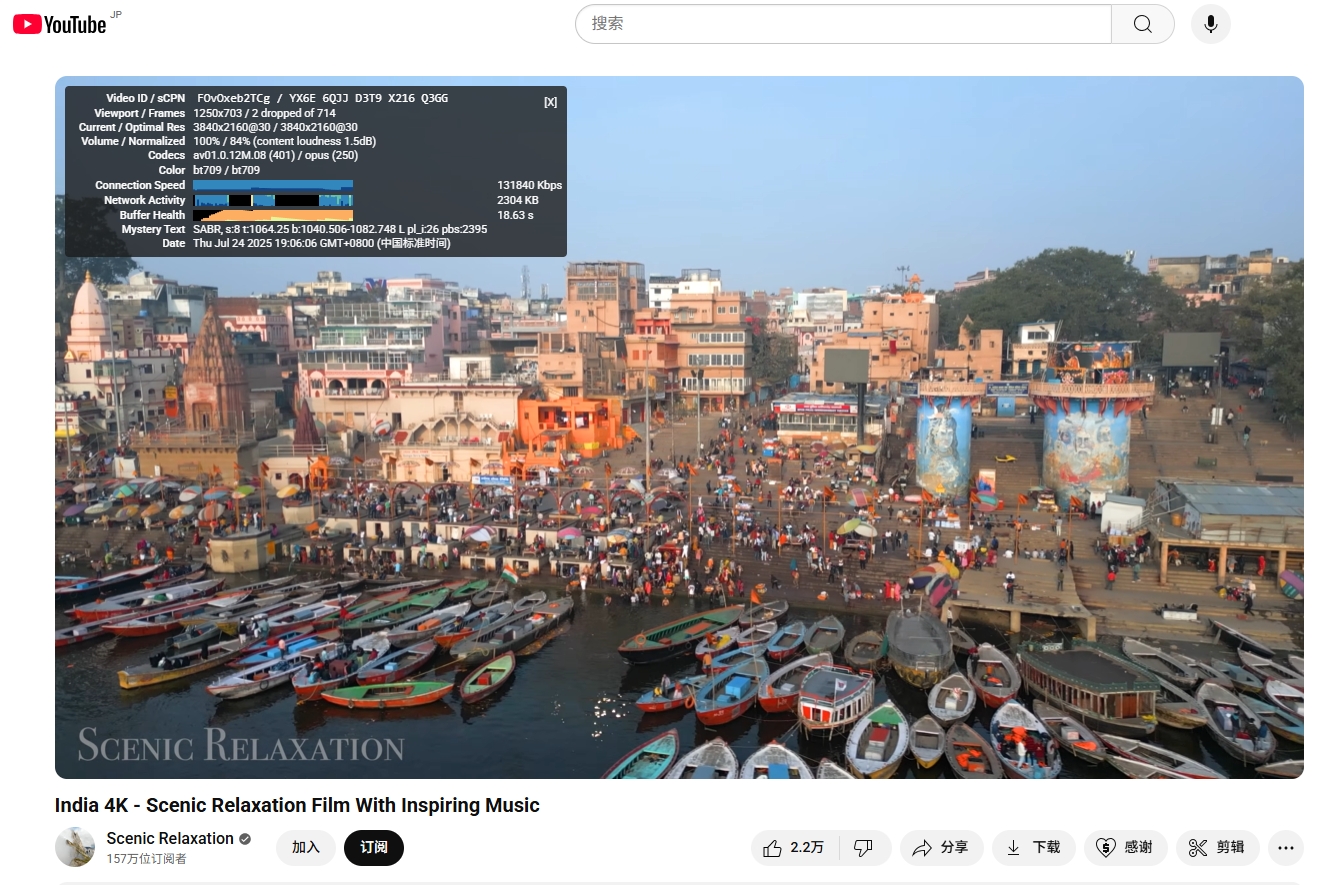 YouTube JP
搜索
Video ID / sCPN FOvOxeb2TCg / YX6E 6QJJ D3T9 X216 Q3GG [X]
Viewport / Frames 1250x703 / 2 dropped of 714
Current / Optimal Res 3840x2160@30 / 3840x2160@30
Volume / Normalized 100% / 84% (content loudness 1.5dB)
Codecs av01.0.12M.08 (401) / opus (250)
Color bt709 / bt709
Connection Speed 131840 Kbps
Network Activity 2304 KB
Buffer Health 18.63 s
Mystery Text SABR, s:8 t:1064.25 b:1040.506-1082.748 L pl_i:26 pbs:2395
Date Thu Jul 24 2025 19:06:06 GMT+0800 (中国标准时间)
SCENIC RELAXATION
India 4K - Scenic Relaxation Film With Inspiring Music
Scenic Relaxation
157万位订阅者
加入
订阅
2.2万
分享
下载
感谢
剪辑